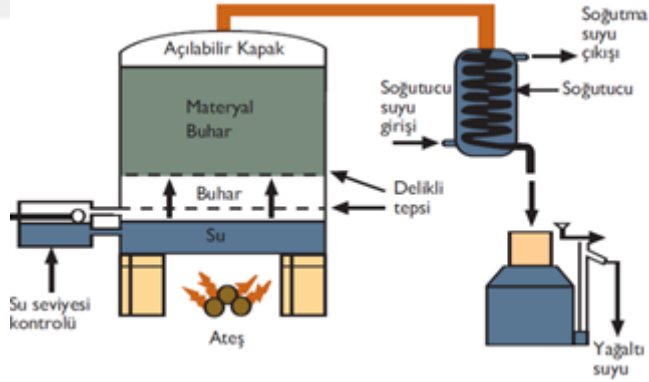 Açılabilir Kapak
Materyal
Buhar
Buhar
Su
Su seviyesi
kontrolü
Ateş
Delikli
tepsi
Soğutucu
suyu
girişi
Soğutma
suyu
çıkışı
Soğutucu
Yağaltı
suyu